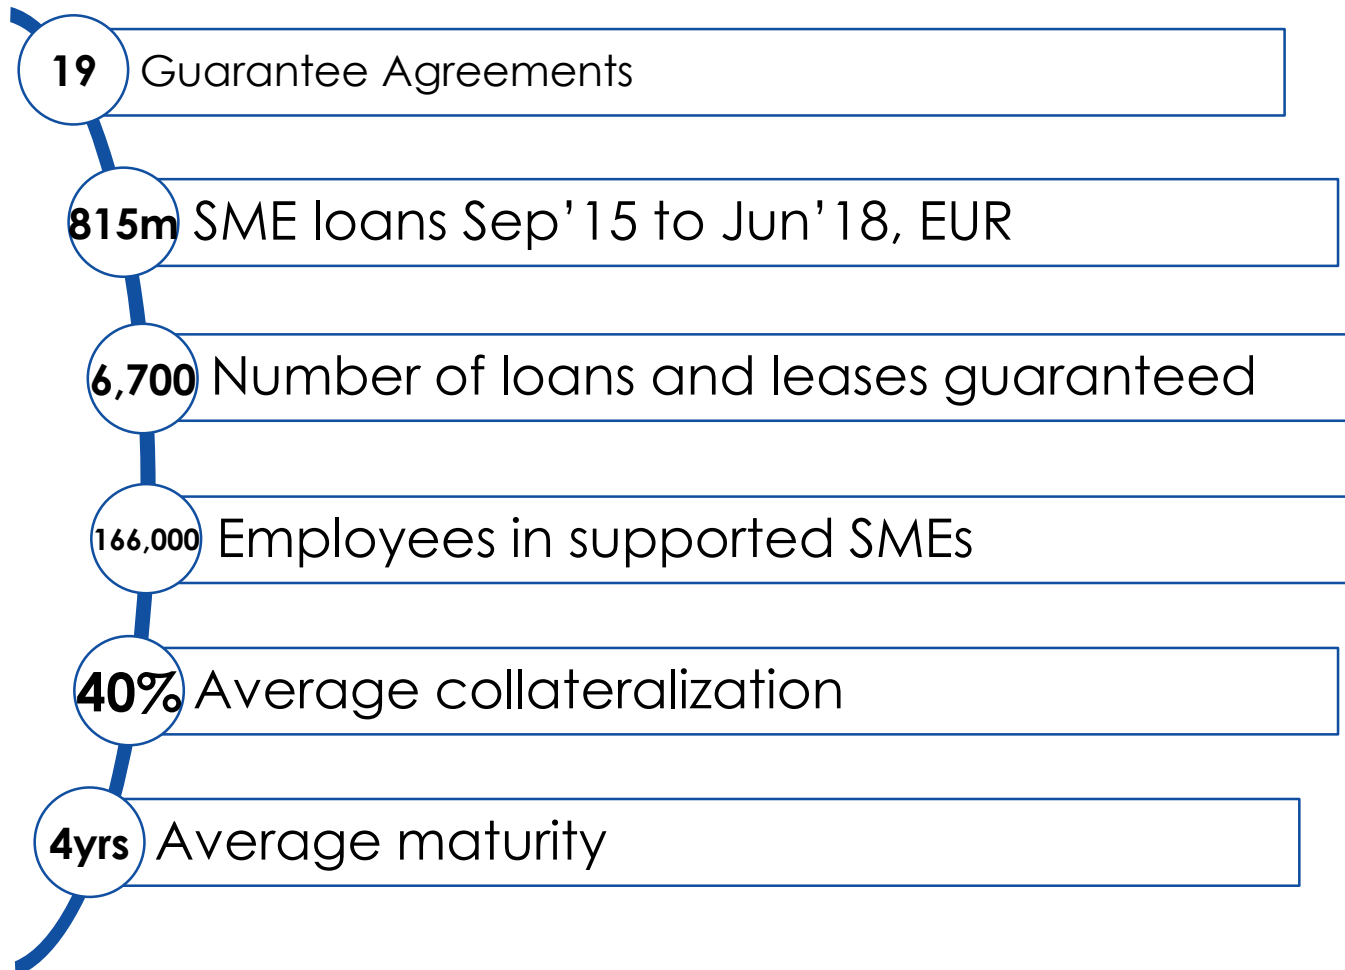 19 Guarantee Agreements
815m SME loans Sep’15 to Jun’18, EUR
6,700 Number of loans and leases guaranteed
166,000 Employees in supported SMEs
40% Average collateralization
4yrs Average maturity